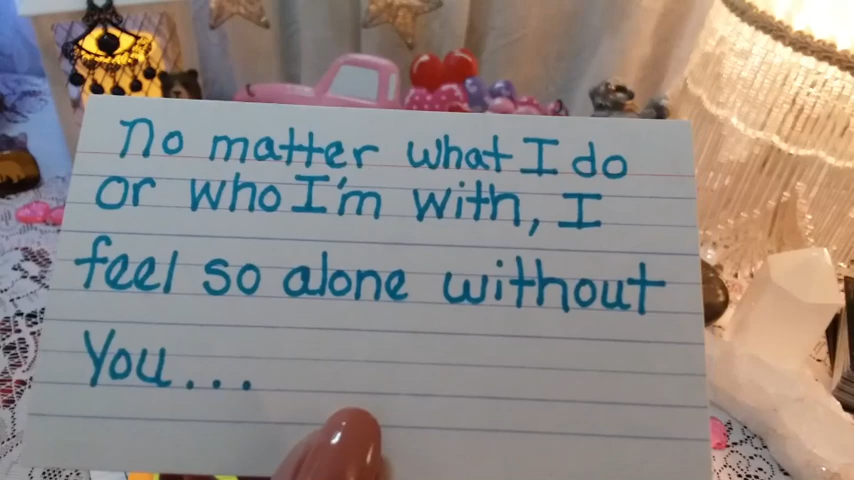 no matter what I do
or who I'm with, I
feel so alone without
You...